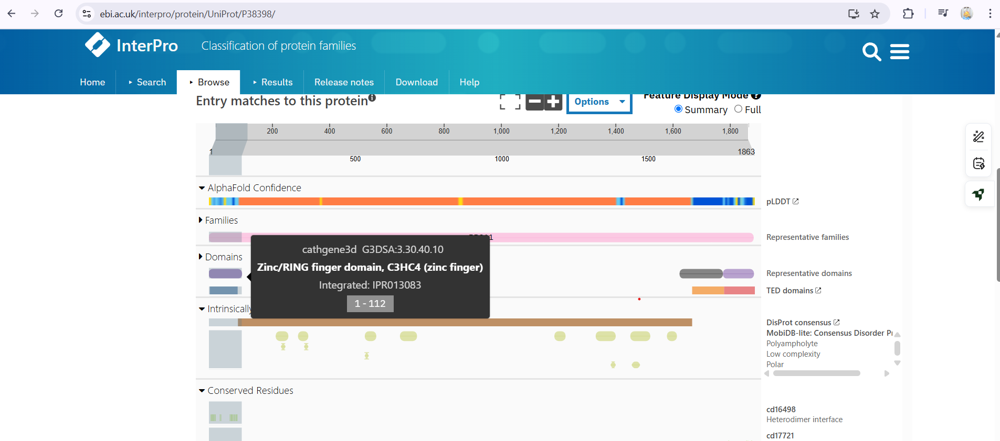 ebi.ac.uk/interpro/protein/UniProt/P38398/
InterPro
Classification of protein families
Home
Search
Browse
Results
Release notes
Download
Help
Entry matches to this protein
Options
Feature Display Mode
Summary Full
200 400 600 800 1,000 1,200 1,400 1,600 1,800
1 1863
500 1000 1500
AlphaFold Confidence
pLDDT
Families
Representative families
cathgene3d G3DSA:3.30.40.10
Zinc/RING finger domain, C3HC4 (zinc finger)
Integrated: IPR013083
1 - 112
Domains
Representative domains
TED domains
Intrinsically
DisProt consensus
MobiDB-lite: Consensus Disorder
Polyampholyte
Low complexity
Polar
Conserved Residues
cd16498
Heterodimer interface
cd17721